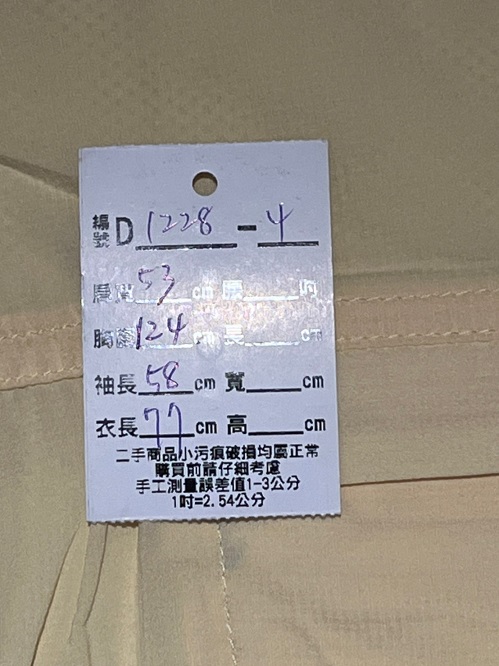 編號 D 1228 - 4
肩寬 53 cm 腰 吋
胸圍 124 cm 長 cm
袖長 58 cm 寬 cm
衣長 77 cm 高 cm
二手商品小污痕破損均屬正常
購買前請仔細考慮
手工測量誤差值1-3公分
1吋=2.54公分